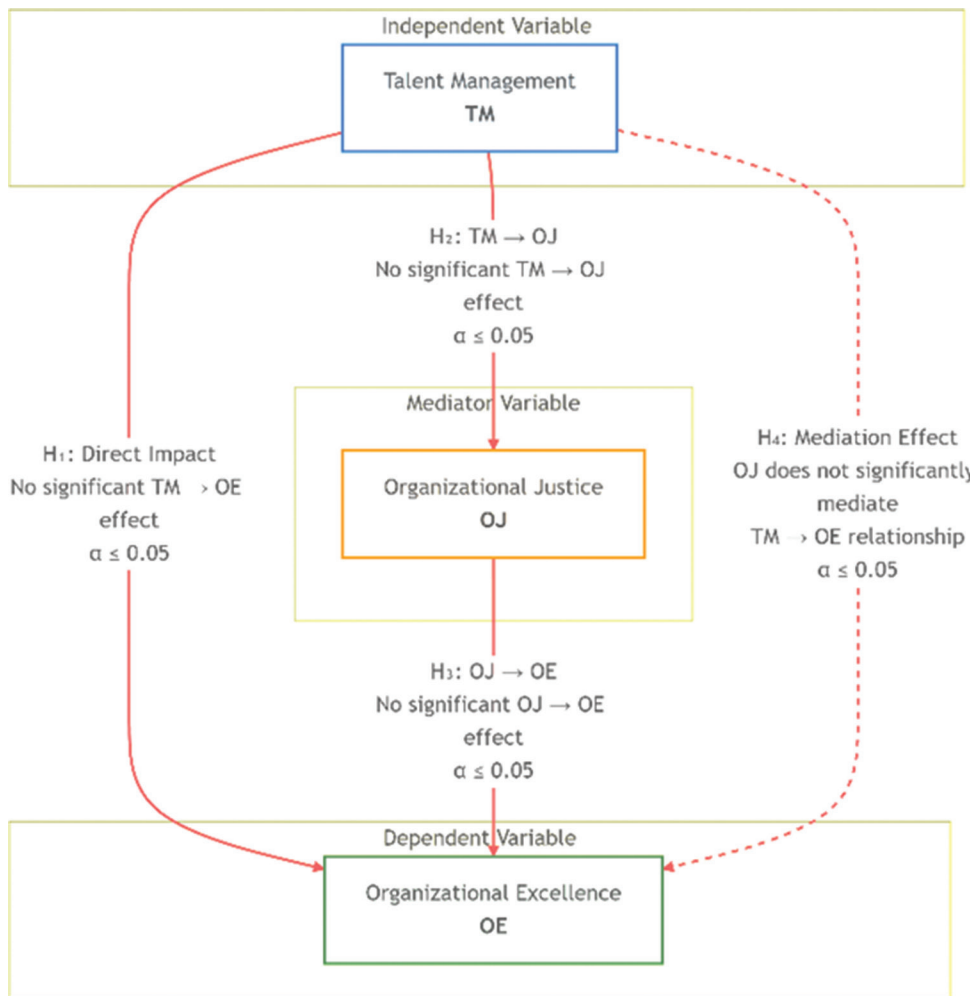 Independent Variable
Talent Management
TM
H₂: TM → OJ
No significant TM → OJ
effect
α ≤ 0.05
Mediator Variable
Organizational Justice
OJ
H₁: Direct Impact
No significant TM → OE
effect
α ≤ 0.05
H₄: Mediation Effect
OJ does not significantly
mediate
TM → OE relationship
α ≤ 0.05
H₃: OJ → OE
No significant OJ → OE
effect
α ≤ 0.05
Dependent Variable
Organizational Excellence
OE